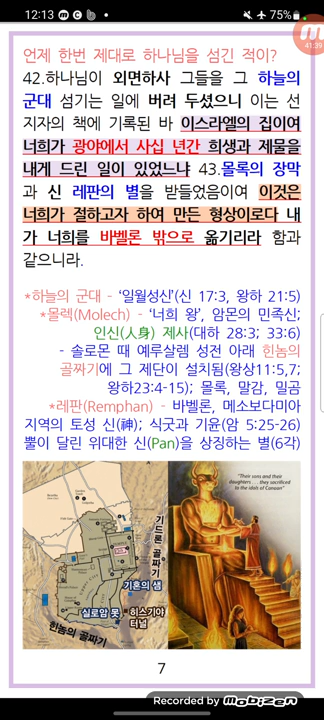 12:13
75%
41:39
언제 한번 제대로 하나님을 섬긴 적이?
42.하나님이 외면하사 그들을 그 하늘의
군대 섬기는 일에 버려 두셨으니 이는 선
지자의 책에 기록된 바 이스라엘의 집이여
너희가 광야에서 사십 년간 희생과 제물을
내게 드린 일이 있었느냐 43.몰록의 장막
과 신 레판의 별을 받들었음이여 이것은
너희가 절하고자 하여 만든 형상이로다 내
가 너희를 바벨론 밖으로 옮기리라 함과
같으니라.
*하늘의 군대 - '일월성신'(신 17:3, 왕하 21:5)
*몰렉(Molech) - '너희 왕', 암몬의 민족신;
인신(人身) 제사(대하 28:3; 33:6)
- 솔로몬 때 예루살렘 성전 아래 힌놈의
골짜기에 그 제단이 설치됨(왕상11:5,7;
왕하23:4-15); 몰록, 말감, 밀곰
*레판(Remphan) - 바벨론, 메소보다미아
지역의 토성 신(神); 식굿과 기윤(암 5:25-26)
뿔이 달린 위대한 신(Pan)을 상징하는 별(6각)
"Their sons and their
daughters . . . they sacrificed
to the idols of Canaan"
기드론 골짜기
기혼의 샘
실로암 못
히스기야
터널
힌놈의 골짜기
7
Recorded by mobizen